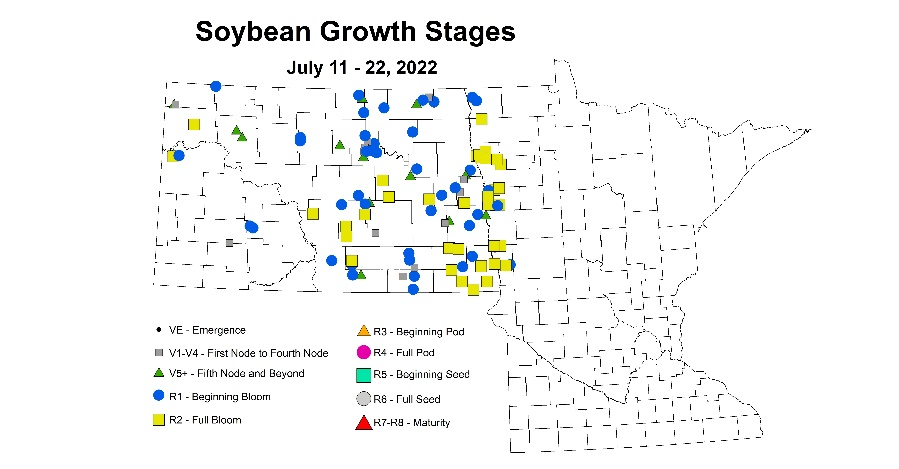 Soybean Growth Stages
July 11 - 22, 2022
VE - Emergence
V1-V4 - First Node to Fourth Node
V5+ - Fifth Node and Beyond
R1 - Beginning Bloom
R2 - Full Bloom
R3 - Beginning Pod
R4 - Full Pod
R5 - Beginning Seed
R6 - Full Seed
R7-R8 - Maturity